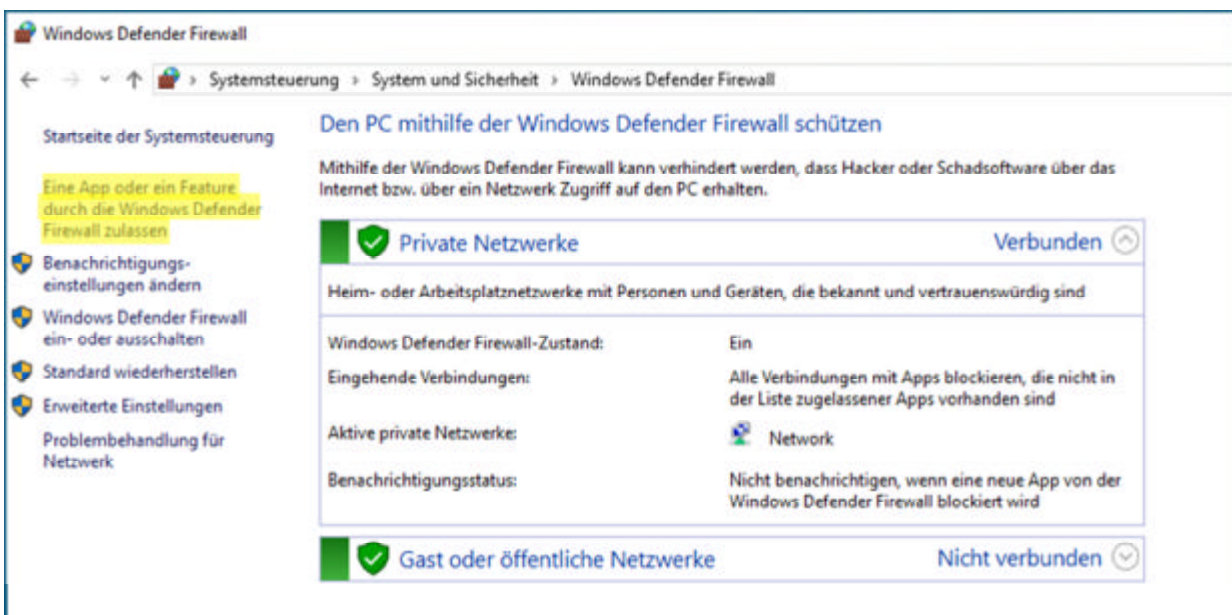 Windows Defender Firewall
Systemsteuerung > System und Sicherheit > Windows Defender Firewall
Startseite der Systemsteuerung
Eine App oder ein Feature
durch die Windows Defender
Firewall zulassen
Benachrichtigungs-
einstellungen ändern
Windows Defender Firewall
ein- oder ausschalten
Standard wiederherstellen
Erweiterte Einstellungen
Problembehandlung für
Netzwerk
Den PC mithilfe der Windows Defender Firewall schützen
Mithilfe der Windows Defender Firewall kann verhindert werden, dass Hacker oder Schadsoftware über das
Internet bzw. über ein Netzwerk Zugriff auf den PC erhalten.
Private Netzwerke Verbunden
Heim- oder Arbeitsplatznetzwerke mit Personen und Geräten, die bekannt und vertrauenswürdig sind
Windows Defender Firewall-Zustand: Ein
Eingehende Verbindungen: Alle Verbindungen mit Apps blockieren, die nicht in
der Liste zugelassener Apps vorhanden sind
Aktive private Netzwerke: Network
Benachrichtigungsstatus: Nicht benachrichtigen, wenn eine neue App von der
Windows Defender Firewall blockiert wird
Gast oder öffentliche Netzwerke Nicht verbunden